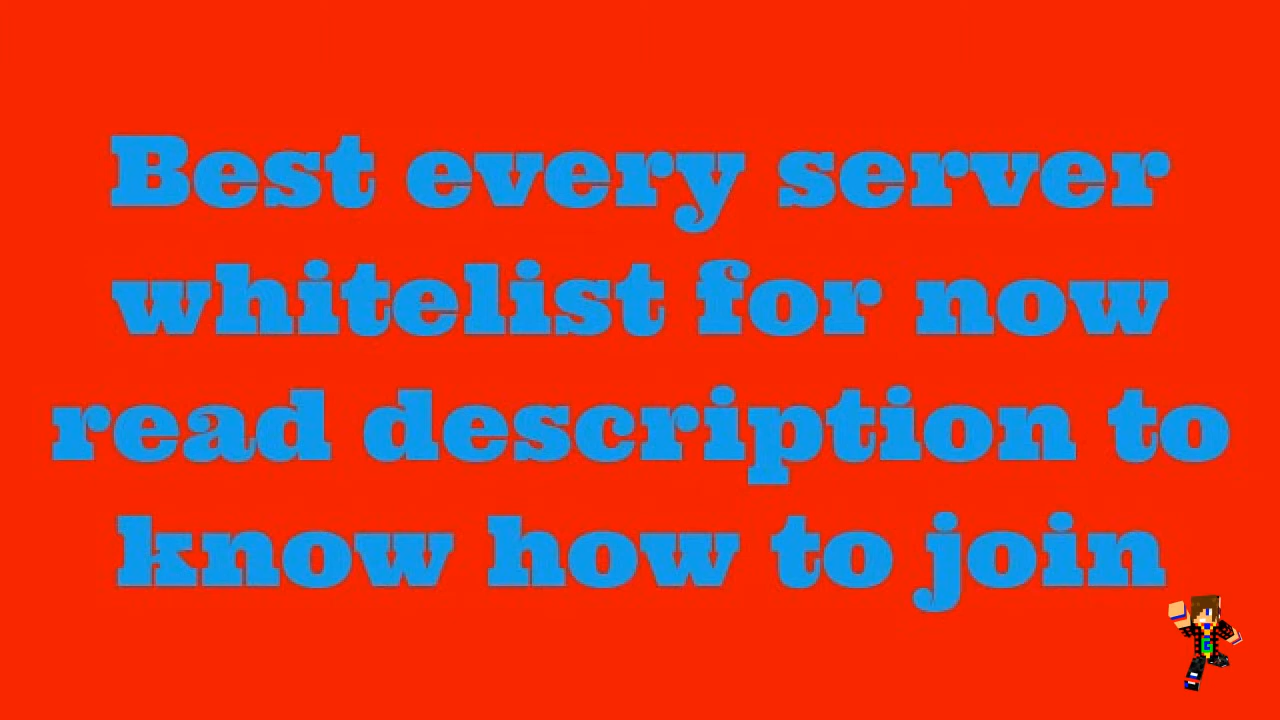 Best every server
whitelist for now
read description to
know how to join